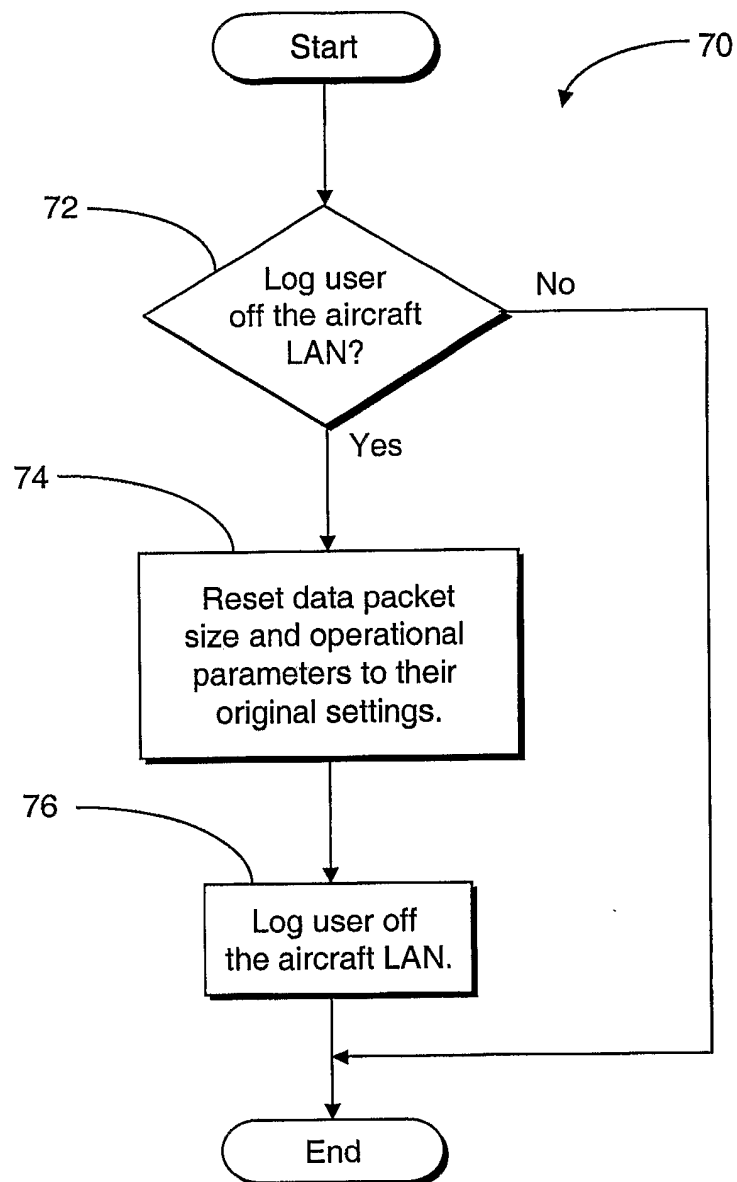 Start
70
72
Log user
off the aircraft
LAN?
No
Yes
74
Reset data packet
size and operational
parameters to their
original settings.
76
Log user off
the aircraft LAN.
End